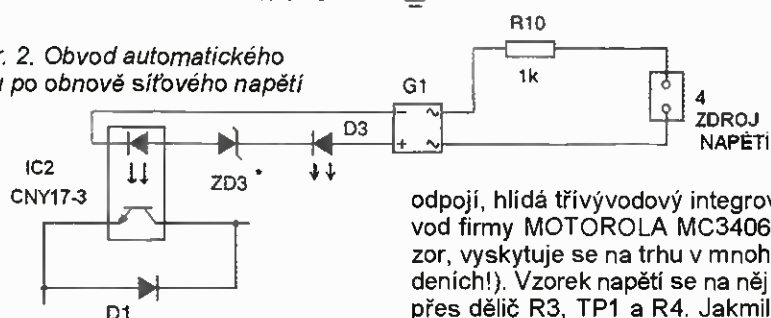 r. 2. Obvod automatického
po obnově síťového napětí
R10
1k
G1
−
~
+
~
4
ZDROJ
NAPĚTÍ
D3
ZD3 *
IC2
CNY17-3
D1
odpojí, hlídá třívývodový integrov
vod firmy MOTOROLA MC3406
zor, vyskytuje se na trhu v mnoh
deních!). Vzorek napětí se na něj
přes dělič R3, TP1 a R4. Jakmil